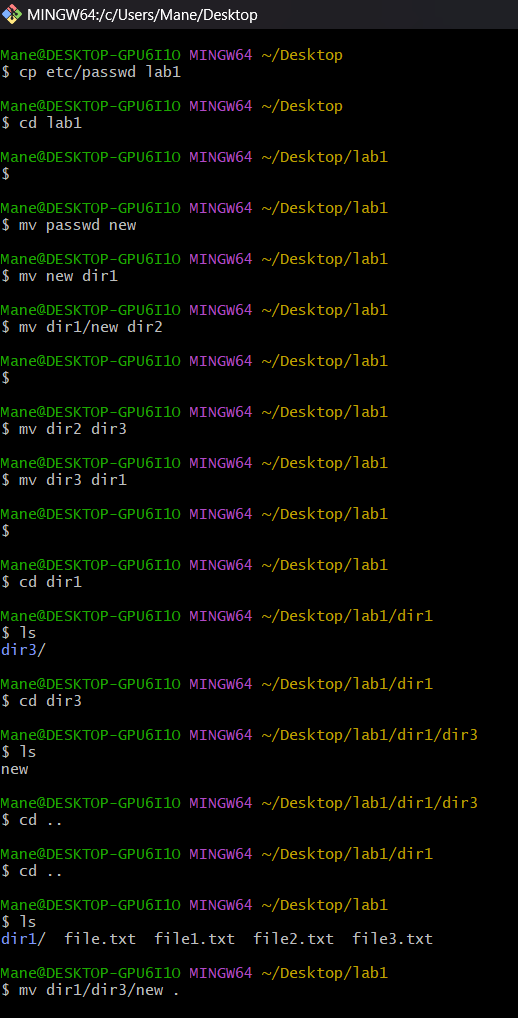 MINGW64:/c/Users/Mane/Desktop
Mane@DESKTOP-GPU6I1O MINGW64 ~/Desktop
$ cp etc/passwd lab1
Mane@DESKTOP-GPU6I1O MINGW64 ~/Desktop
$ cd lab1
Mane@DESKTOP-GPU6I1O MINGW64 ~/Desktop/lab1
$
Mane@DESKTOP-GPU6I1O MINGW64 ~/Desktop/lab1
$ mv passwd new
Mane@DESKTOP-GPU6I1O MINGW64 ~/Desktop/lab1
$ mv new dir1
Mane@DESKTOP-GPU6I1O MINGW64 ~/Desktop/lab1
$ mv dir1/new dir2
Mane@DESKTOP-GPU6I1O MINGW64 ~/Desktop/lab1
$
Mane@DESKTOP-GPU6I1O MINGW64 ~/Desktop/lab1
$ mv dir2 dir3
Mane@DESKTOP-GPU6I1O MINGW64 ~/Desktop/lab1
$ mv dir3 dir1
Mane@DESKTOP-GPU6I1O MINGW64 ~/Desktop/lab1
$
Mane@DESKTOP-GPU6I1O MINGW64 ~/Desktop/lab1
$ cd dir1
Mane@DESKTOP-GPU6I1O MINGW64 ~/Desktop/lab1/dir1
$ ls
dir3/
Mane@DESKTOP-GPU6I1O MINGW64 ~/Desktop/lab1/dir1
$ cd dir3
Mane@DESKTOP-GPU6I1O MINGW64 ~/Desktop/lab1/dir1/dir3
$ ls
new
Mane@DESKTOP-GPU6I1O MINGW64 ~/Desktop/lab1/dir1/dir3
$ cd ..
Mane@DESKTOP-GPU6I1O MINGW64 ~/Desktop/lab1/dir1
$ cd ..
Mane@DESKTOP-GPU6I1O MINGW64 ~/Desktop/lab1
$ ls
dir1/  file.txt  file1.txt  file2.txt  file3.txt
Mane@DESKTOP-GPU6I1O MINGW64 ~/Desktop/lab1
$ mv dir1/dir3/new .